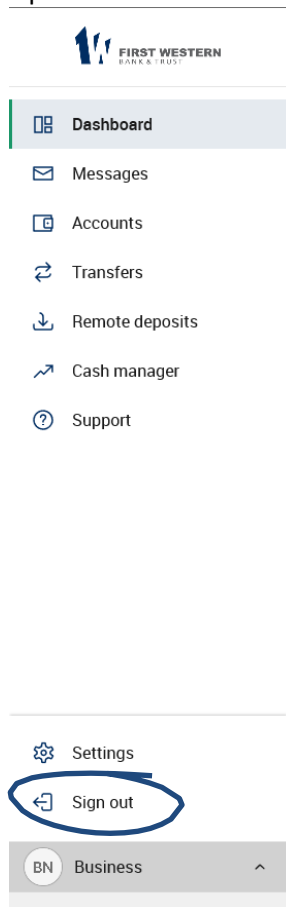 FIRST WESTERN
BANK & TRUST
Dashboard
Messages
Accounts
Transfers
Remote deposits
Cash manager
Support
Settings
Sign out
BN Business